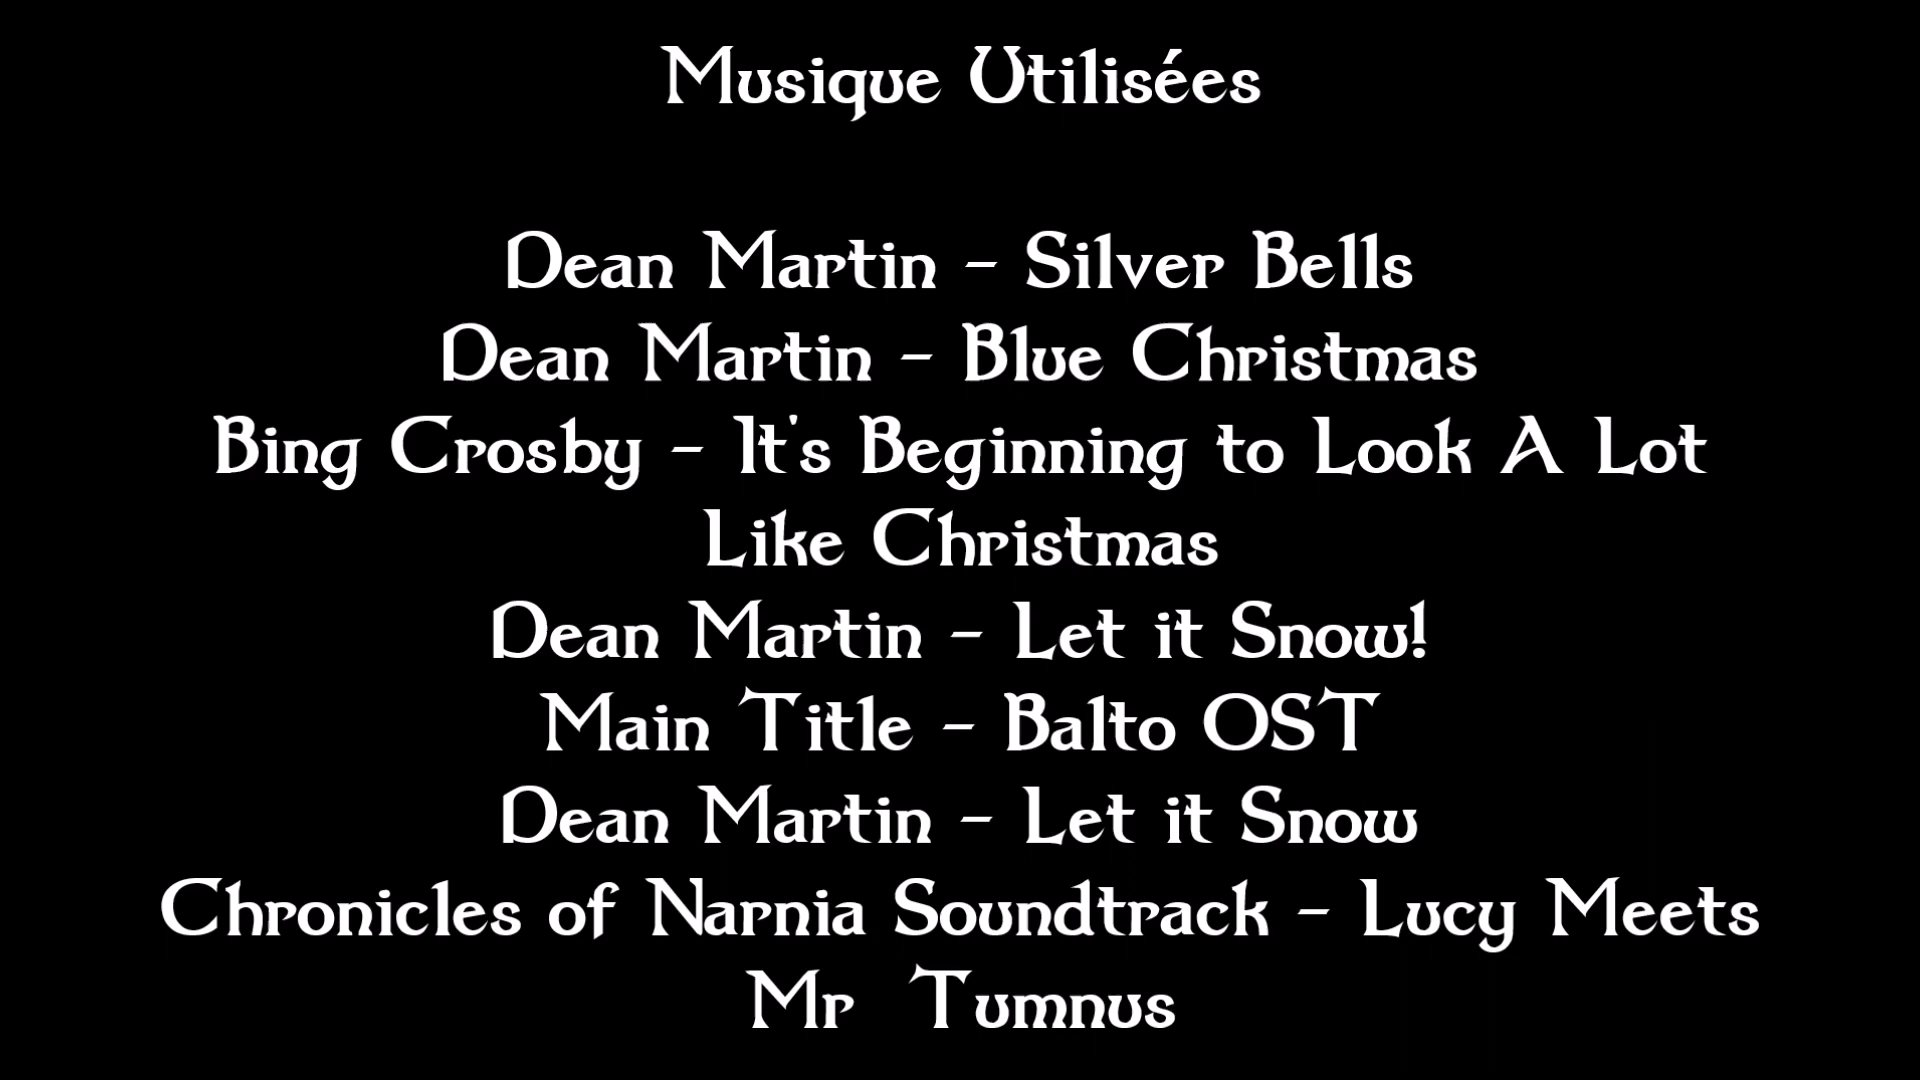 Musique Utilisées
Dean Martin - Silver Bells
Dean Martin - Blue Christmas
Bing Crosby - It's Beginning to Look A Lot
Like Christmas
Dean Martin - Let it Snow!
Main Title - Balto OST
Dean Martin - Let it Snow
Chronicles of Narnia Soundtrack - Lucy Meets
Mr Tumnus